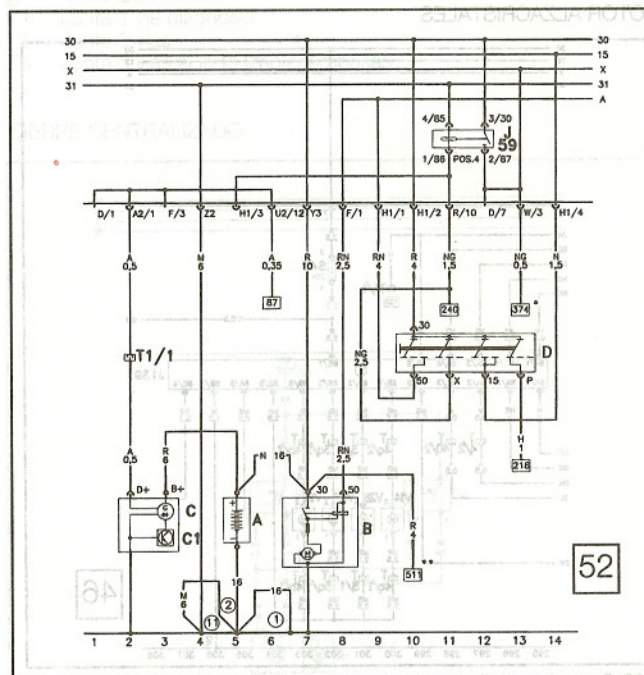 30 30
15 15
X X
31 31
A
4/85 3/30
J
59
1/86 POS.4 2/87
D/1 A2/1 F/3 Z2 H1/3 U2/12 Y3 F/1 H1/1 H1/2 R/10 D/7 W/3 H1/4
A 0,5
M 6
A 0,35
R 10
RN 2,5
RN 4
R 4
NG 1,5
NG 0,5
N 1,5
87
240
374 *
T1/1
30
D
NG 2,5
50 X 15 P
H 1
218
A 0,5
R 6
N 16
RN 2,5
D+ B+
30 50
C
G
C1
+
A
-
B
M
R 4
511 **
52
M 6
16
16
11 2 1
1 2 3 4 5 6 7 8 9 10 11 12 13 14